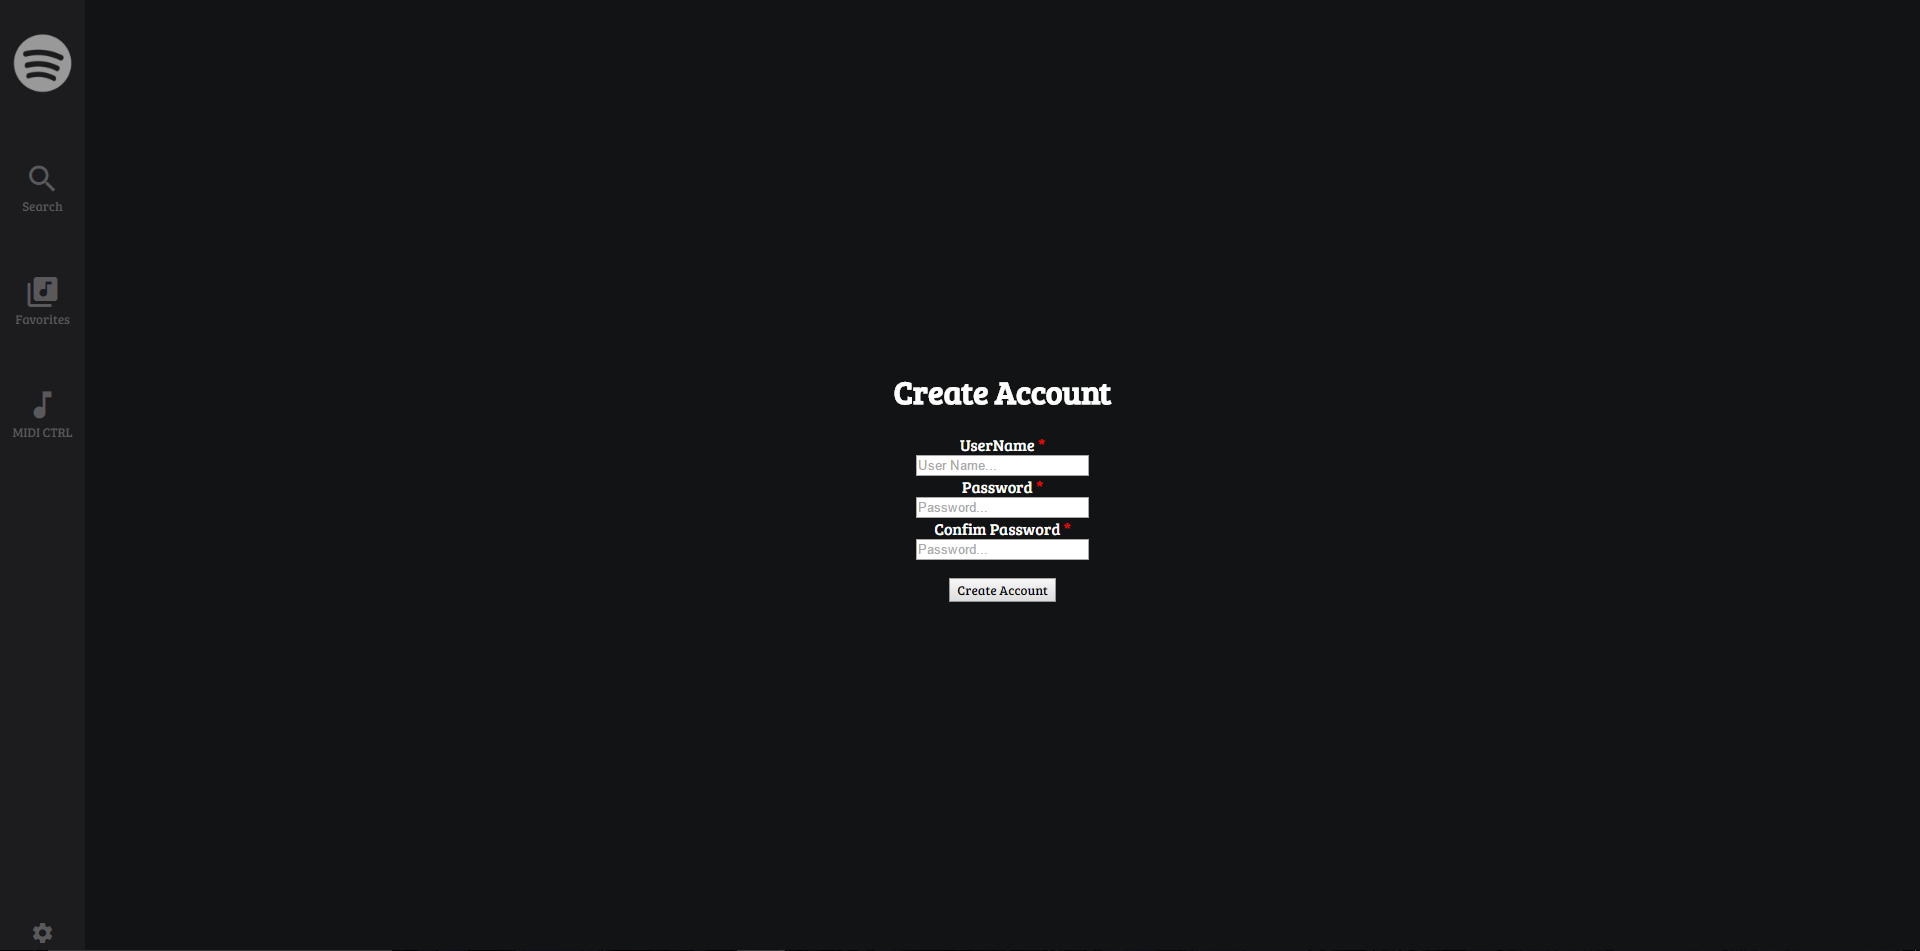 Search
Favorites
MIDI CTRL
Create Account
UserName *
User Name...
Password *
Password...
Confim Password *
Password...
Create Account